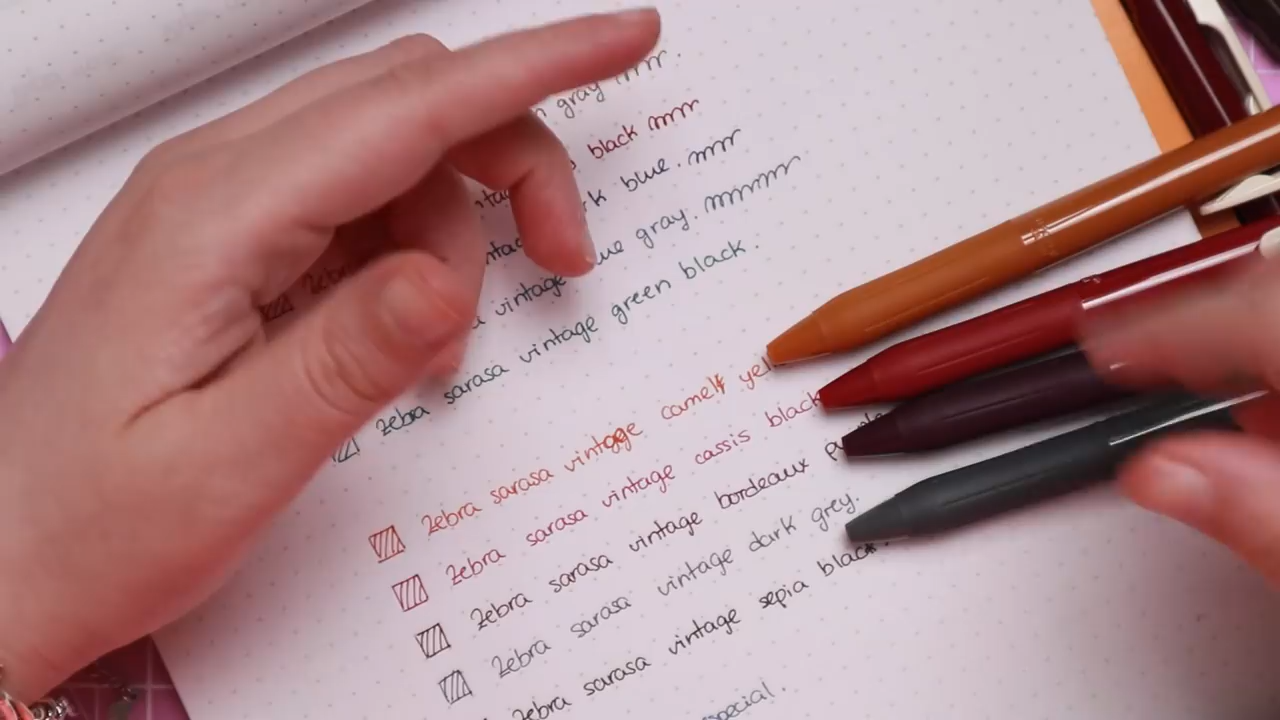 gray
black
blue.
vintage gray.
zebra sarasa vintage green black.
zebra sarasa vintage camel yel
zebra sarasa vintage cassis black
zebra sarasa vintage bordeaux
zebra sarasa vintage dark grey.
zebra sarasa vintage sepia black.
special.